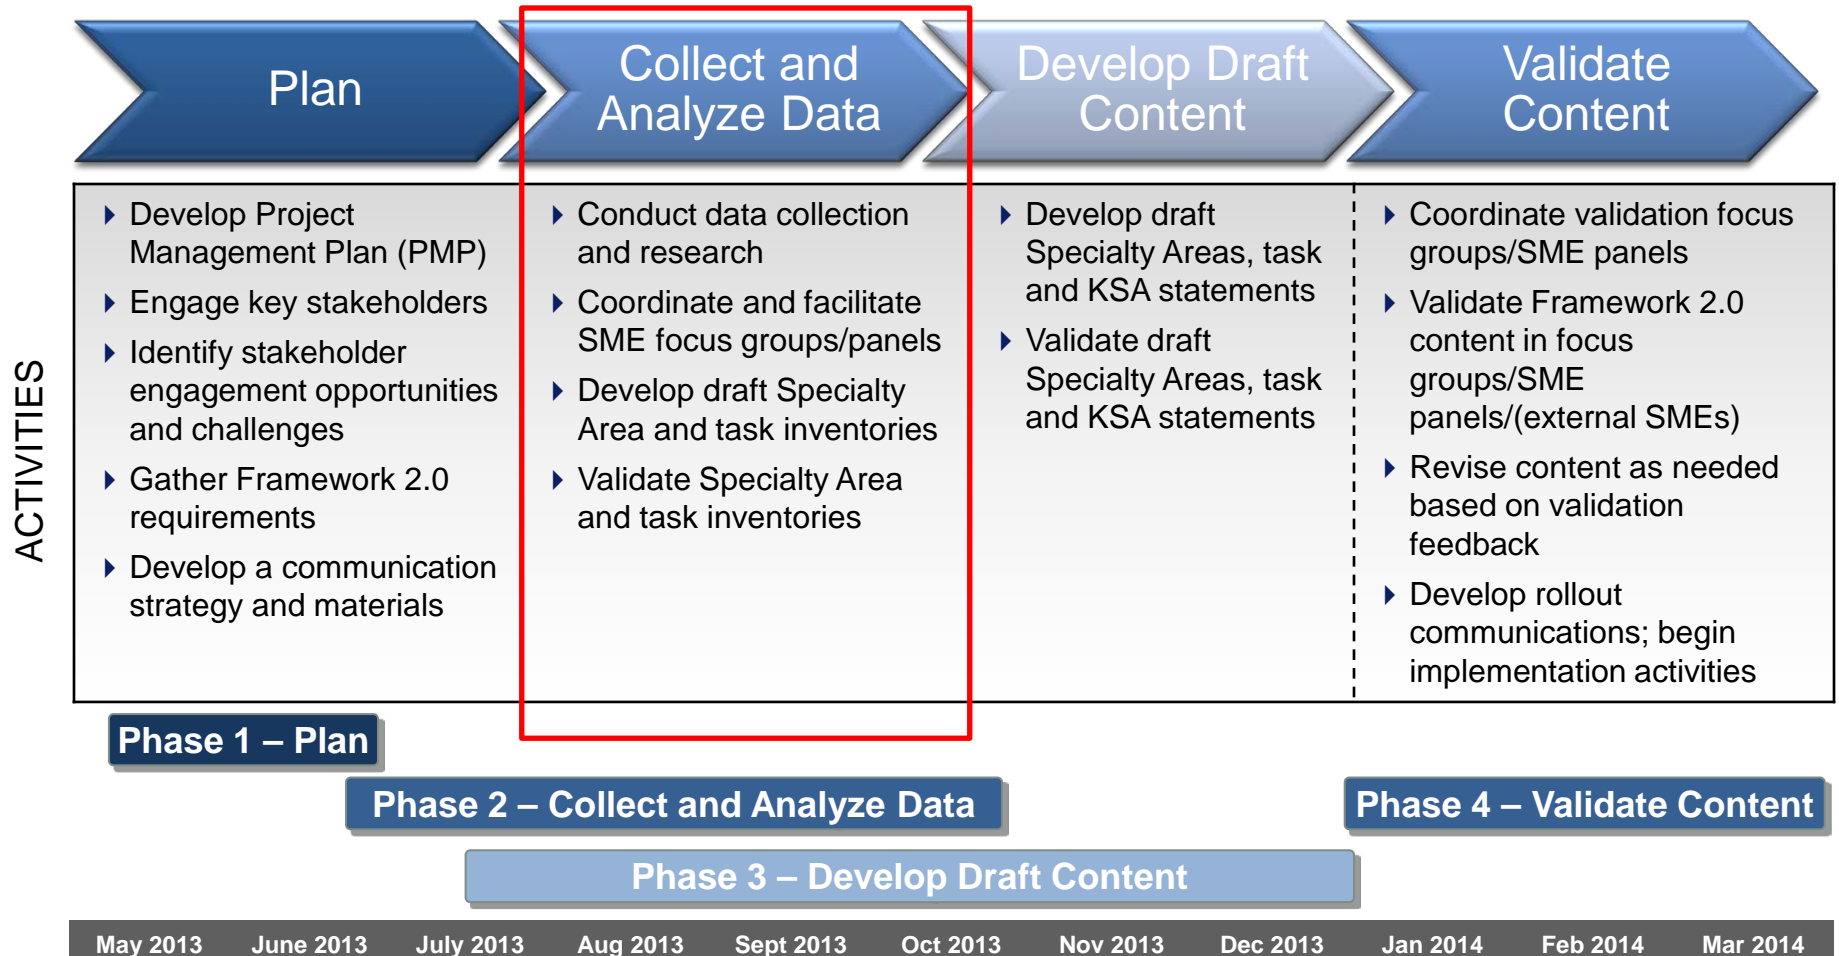 Plan
Collect and
Analyze Data
Develop Draft
Content
Validate
Content
ACTIVITIES
Develop Project
Management Plan (PMP)
Engage key stakeholders
Identify stakeholder
engagement opportunities
and challenges
Gather Framework 2.0
requirements
Develop a communication
strategy and materials
Conduct data collection
and research
Coordinate and facilitate
SME focus groups/panels
Develop draft Specialty
Area and task inventories
Validate Specialty Area
and task inventories
Develop draft
Specialty Areas, task
and KSA statements
Validate draft
Specialty Areas, task
and KSA statements
Coordinate validation focus
groups/SME panels
Validate Framework 2.0
content in focus
groups/SME
panels/(external SMEs)
Revise content as needed
based on validation
feedback
Develop rollout
communications; begin
implementation activities
Phase 1 – Plan
Phase 2 – Collect and Analyze Data
Phase 4 – Validate Content
Phase 3 – Develop Draft Content
May 2013 June 2013 July 2013 Aug 2013 Sept 2013 Oct 2013 Nov 2013 Dec 2013 Jan 2014 Feb 2014 Mar 2014